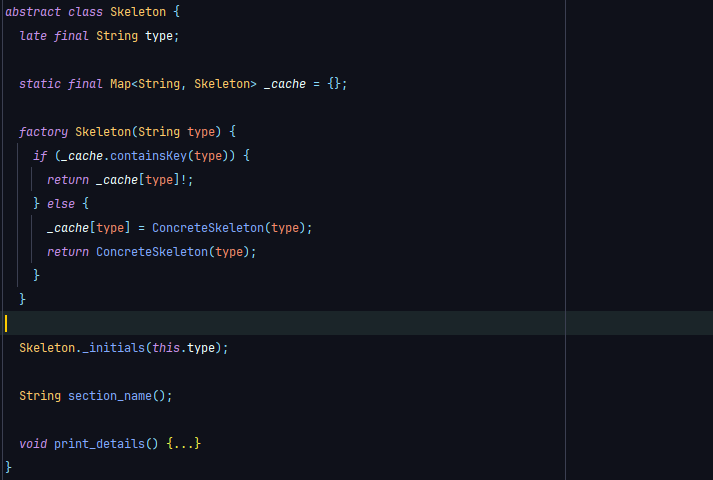 abstract class Skeleton {
  late final String type;

  static final Map<String, Skeleton> _cache = {};

  factory Skeleton(String type) {
    if (_cache.containsKey(type)) {
      return _cache[type]!;
    } else {
      _cache[type] = ConcreteSkeleton(type);
      return ConcreteSkeleton(type);
    }
  }

  Skeleton._initials(this.type);

  String section_name();

  void print_details() {...}
}